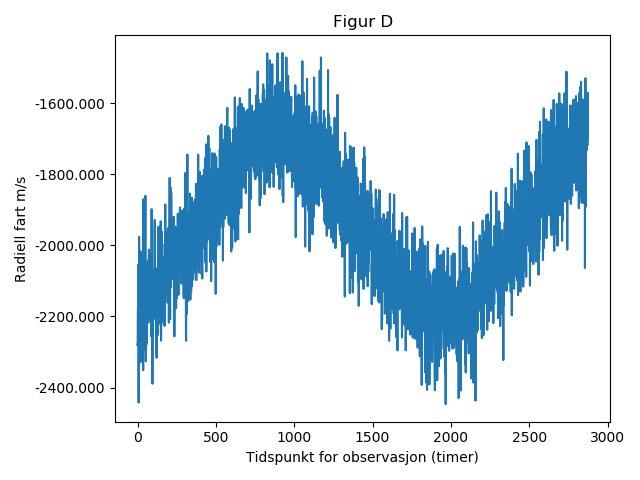 Figur D
-1600.000
-1800.000
-2000.000
-2200.000
-2400.000
Radiell fart m/s
0 500 1000 1500 2000 2500 3000
Tidspunkt for observasjon (timer)